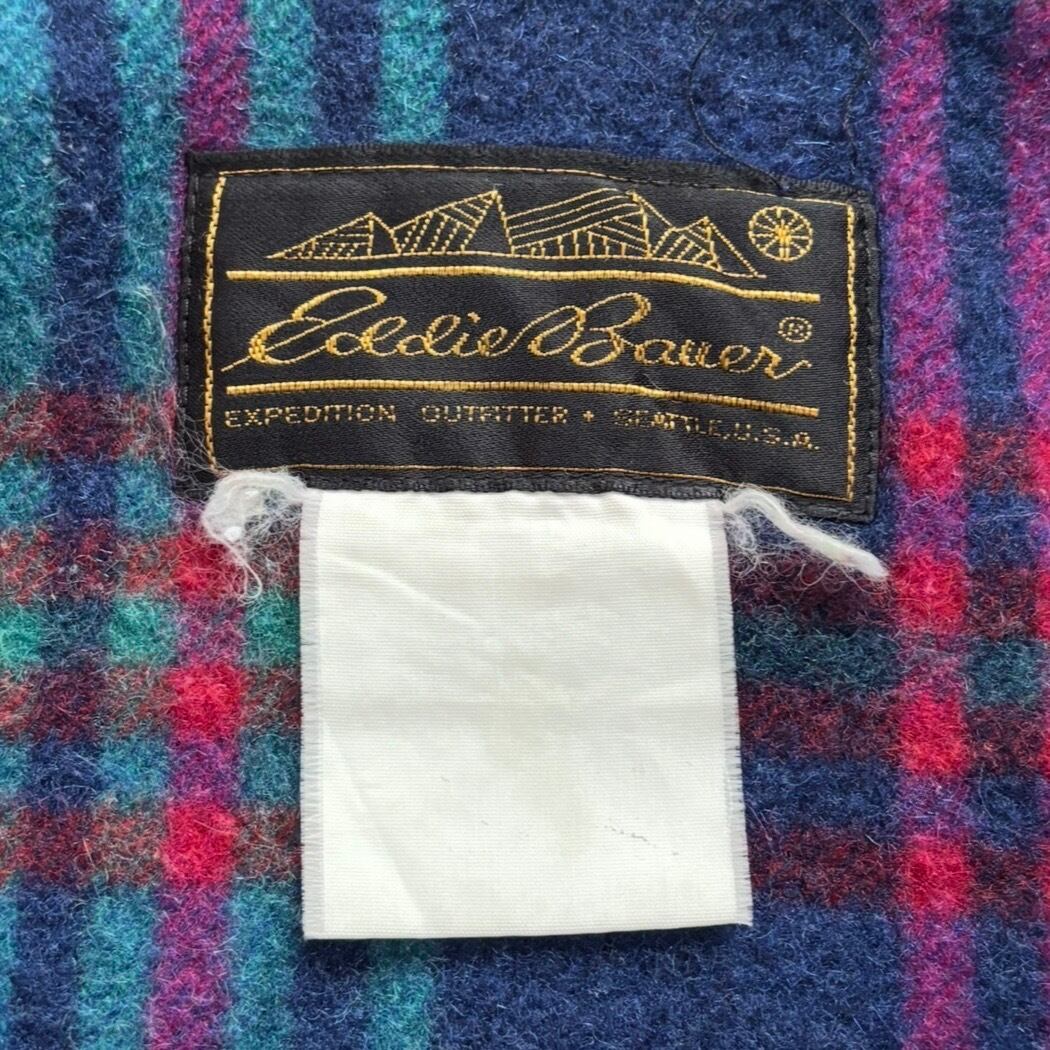 Eddie Bauer®
EXPEDITION OUTFITTER + SEATTLE, U.S.A.